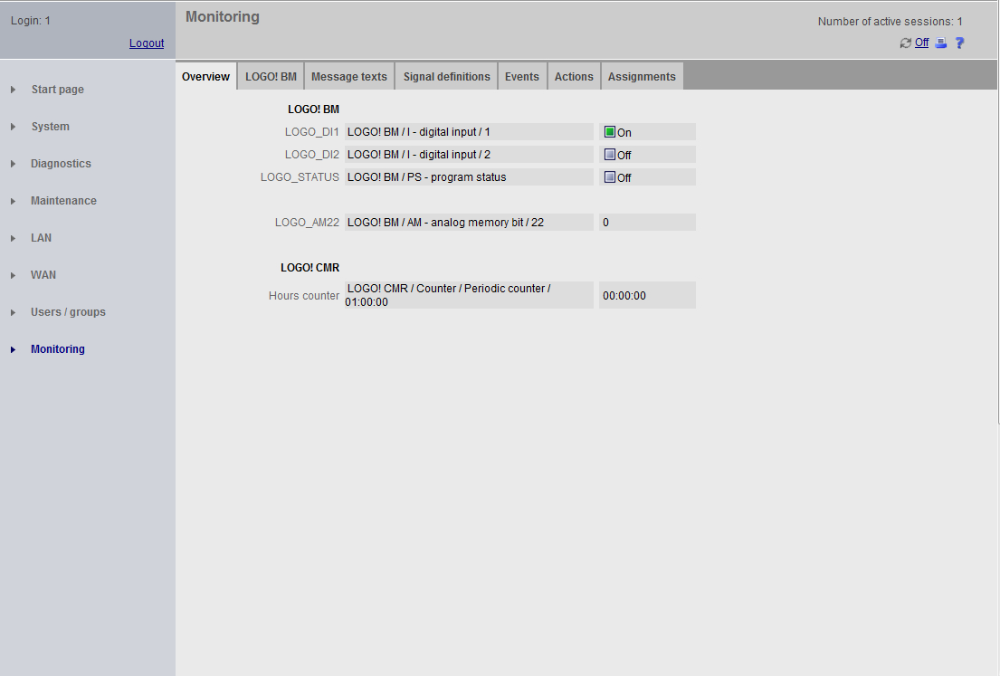 Login: 1
Logout
Monitoring
Number of active sessions: 1
Off
Start page
System
Diagnostics
Maintenance
LAN
WAN
Users / groups
Monitoring
Overview LOGO! BM Message texts Signal definitions Events Actions Assignments
LOGO! BM
LOGO_DI1 LOGO! BM / I - digital input / 1 On
LOGO_DI2 LOGO! BM / I - digital input / 2 Off
LOGO_STATUS LOGO! BM / PS - program status Off
LOGO_AM22 LOGO! BM / AM - analog memory bit / 22 0
LOGO! CMR
Hours counter LOGO! CMR / Counter / Periodic counter /
01:00:00 00:00:00